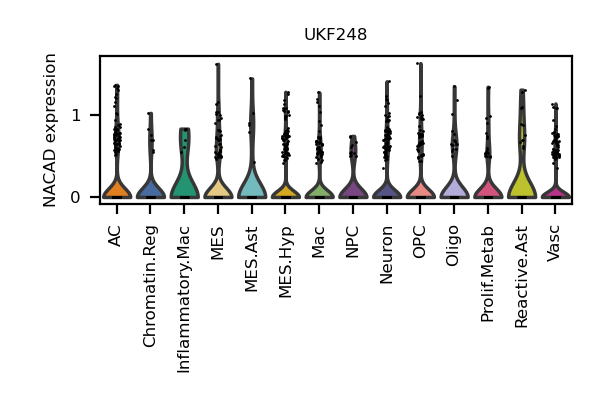 UKF248
NACAD expression
1
0
AC
Chromatin.Reg
Inflammatory.Mac
MES
MES.Ast
MES.Hyp
Mac
NPC
Neuron
OPC
Oligo
Prolif.Metab
Reactive.Ast
Vasc